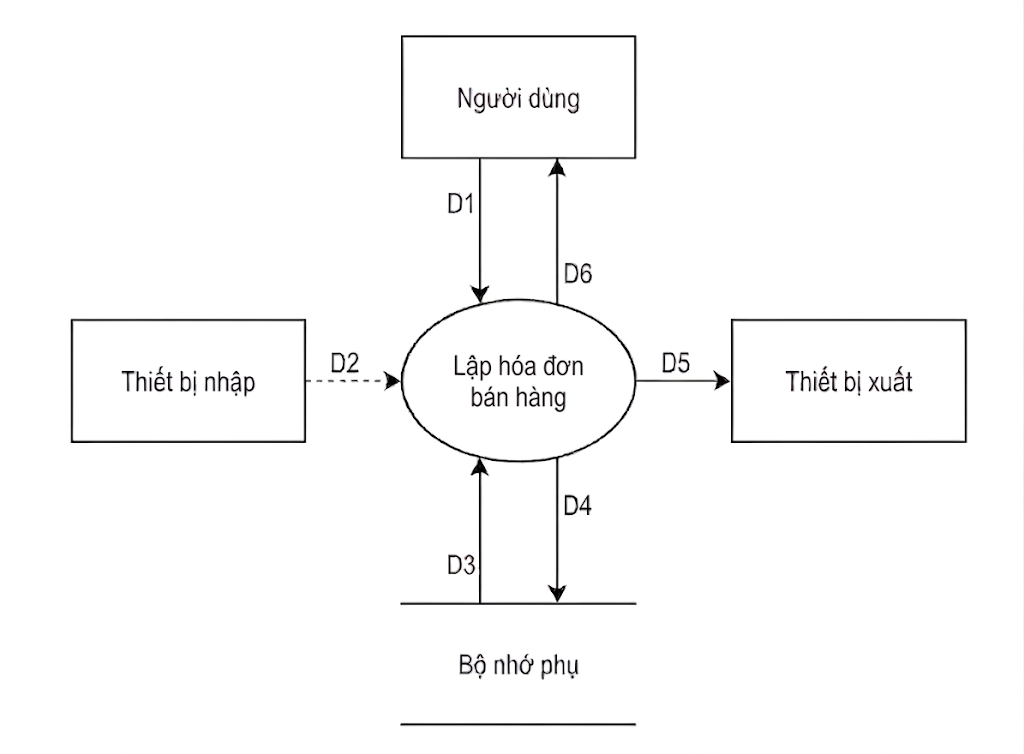 Người dùng
D1
D6
Thiết bị nhập
D2
Lập hóa đơn
bán hàng
D5
Thiết bị xuất
D4
D3
Bộ nhớ phụ